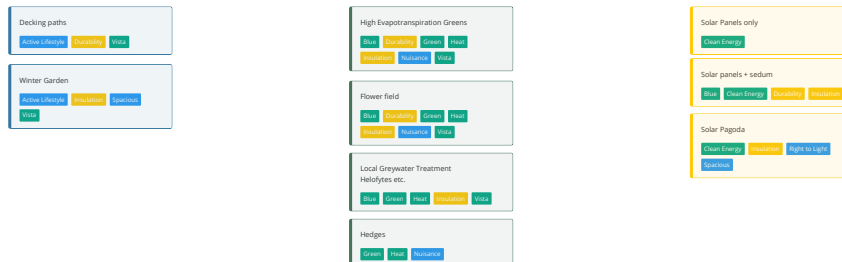 Decking paths
Active Lifestyle Durability Vista
Winter Garden
Active Lifestyle Insulation Spacious
Vista
High Evapotranspiration Greens
Blue Durability Green Heat
Insulation Nuisance Vista
Flower field
Blue Durability Green Heat
Insulation Nuisance Vista
Local Greywater Treatment
Helofytes etc.
Blue Green Heat Insulation Vista
Hedges
Green Heat Nuisance
Solar Panels only
Clean Energy
Solar panels + sedum
Blue Clean Energy Durability Insulation
Solar Pagoda
Clean Energy Insulation Right to Light
Spacious